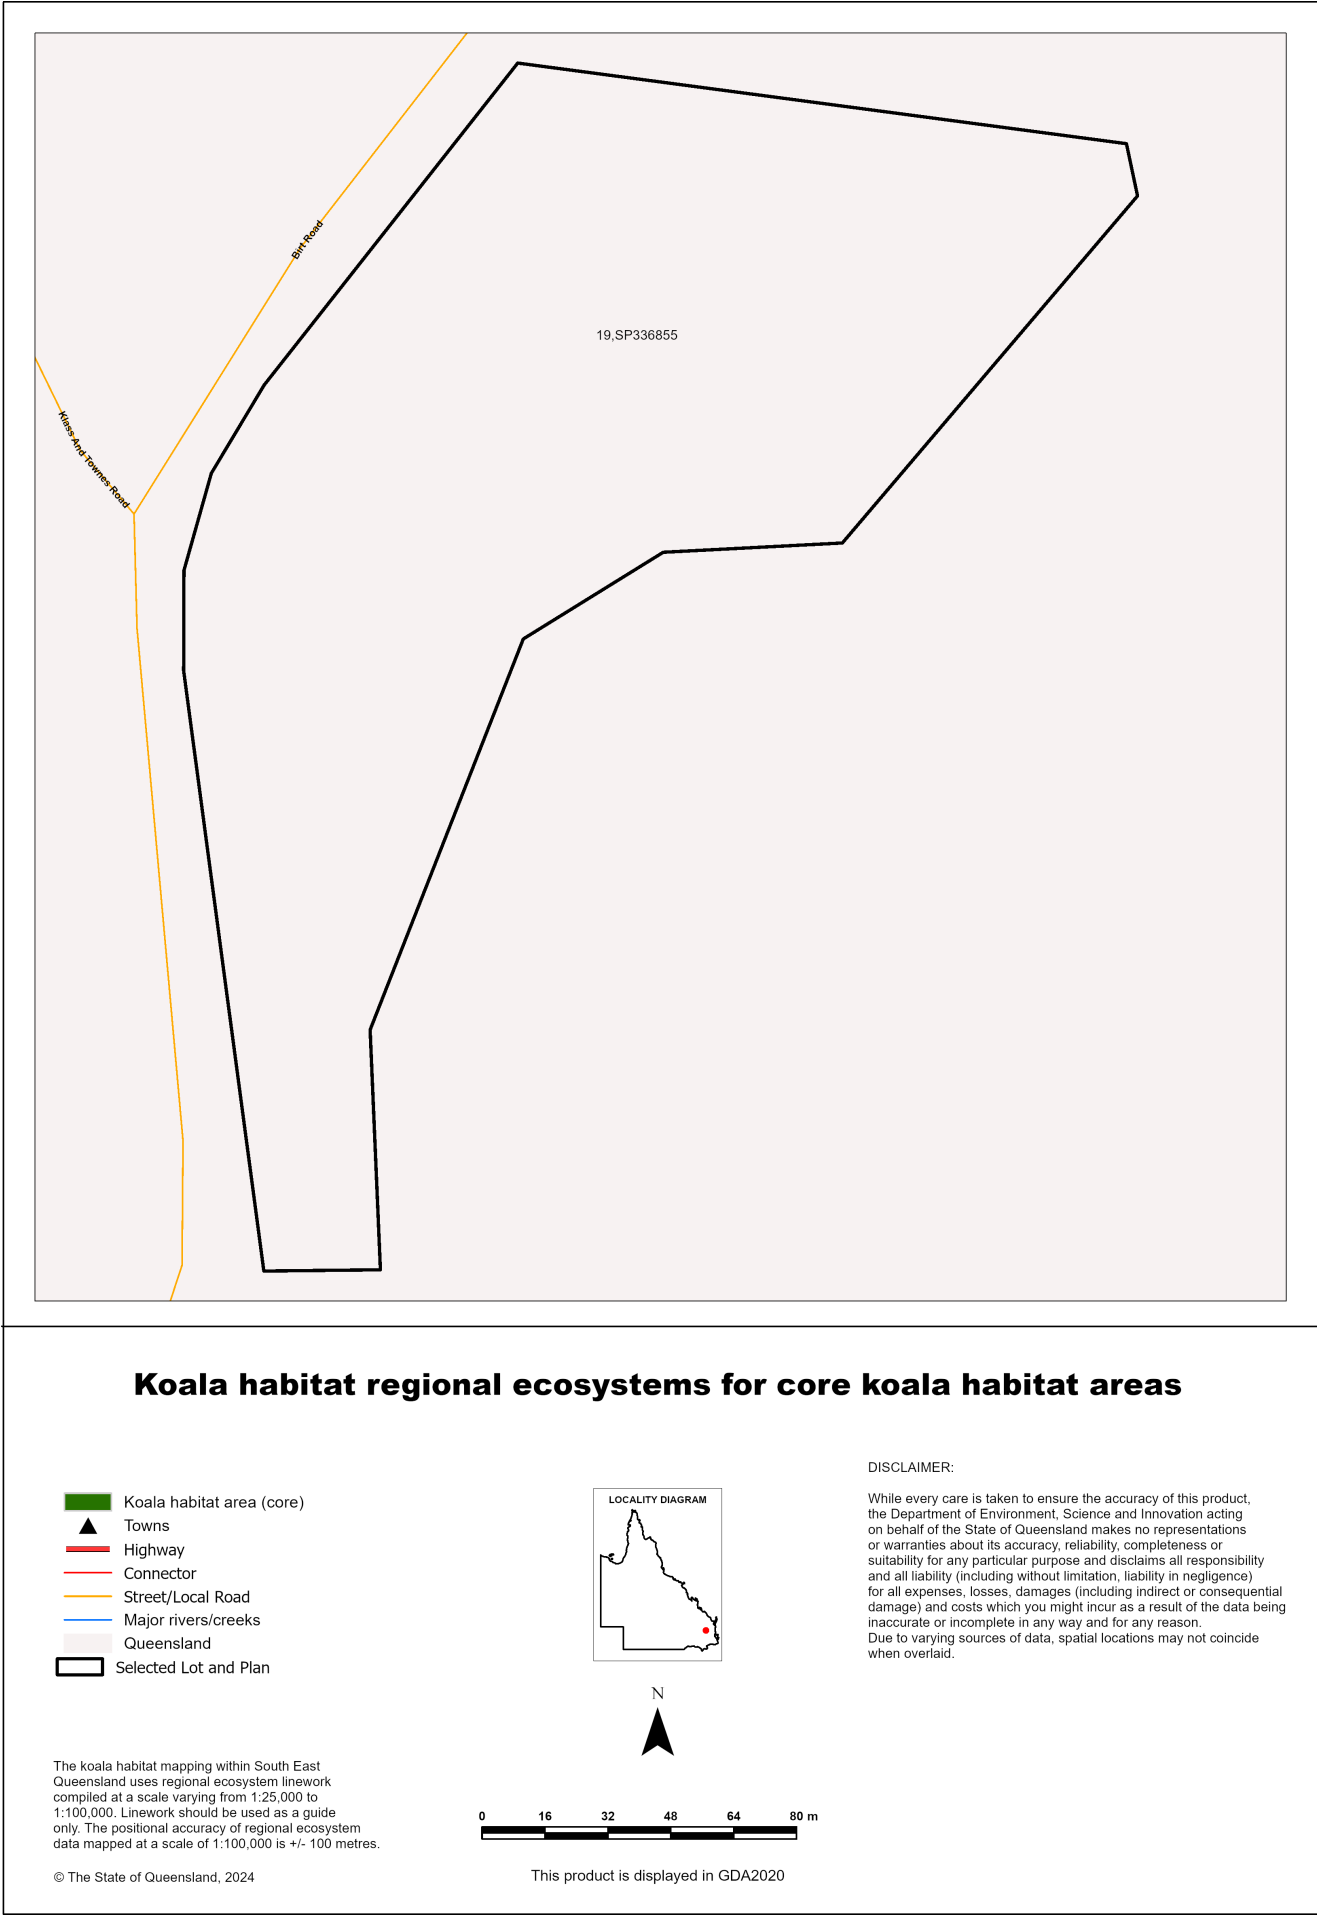 Birt Road
19,SP336855
Klass And Townes Road
Koala habitat regional ecosystems for core koala habitat areas
Koala habitat area (core)
Towns
Highway
Connector
Street/Local Road
Major rivers/creeks
Queensland
Selected Lot and Plan
The koala habitat mapping within South East
Queensland uses regional ecosystem linework
compiled at a scale varying from 1:25,000 to
1:100,000. Linework should be used as a guide
only. The positional accuracy of regional ecosystem
data mapped at a scale of 1:100,000 is +/- 100 metres.
© The State of Queensland, 2024
LOCALITY DIAGRAM
N
0 16 32 48 64 80 m
This product is displayed in GDA2020
DISCLAIMER:
While every care is taken to ensure the accuracy of this product,
the Department of Environment, Science and Innovation acting
on behalf of the State of Queensland makes no representations
or warranties about its accuracy, reliability, completeness or
suitability for any particular purpose and disclaims all responsibility
and all liability (including without limitation, liability in negligence)
for all expenses, losses, damages (including indirect or consequential
damage) and costs which you might incur as a result of the data being
inaccurate or incomplete in any way and for any reason.
Due to varying sources of data, spatial locations may not coincide
when overlaid.